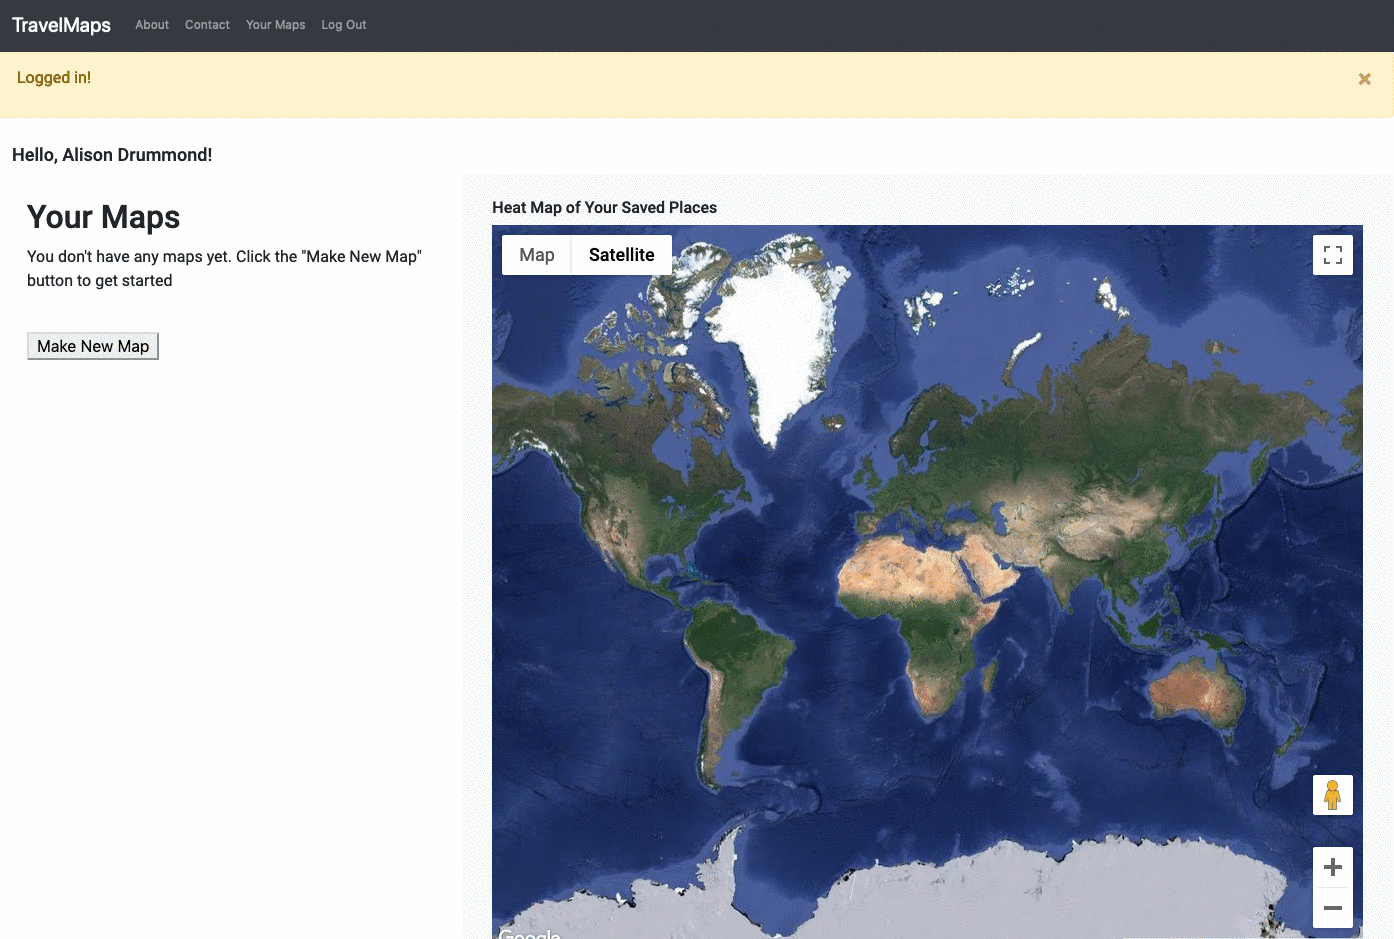 TravelMaps About Contact Your Maps Log Out
Logged in! ×
Hello, Alison Drummond!
Your Maps
You don't have any maps yet. Click the "Make New Map"
button to get started
Make New Map
Heat Map of Your Saved Places
Map Satellite
Google